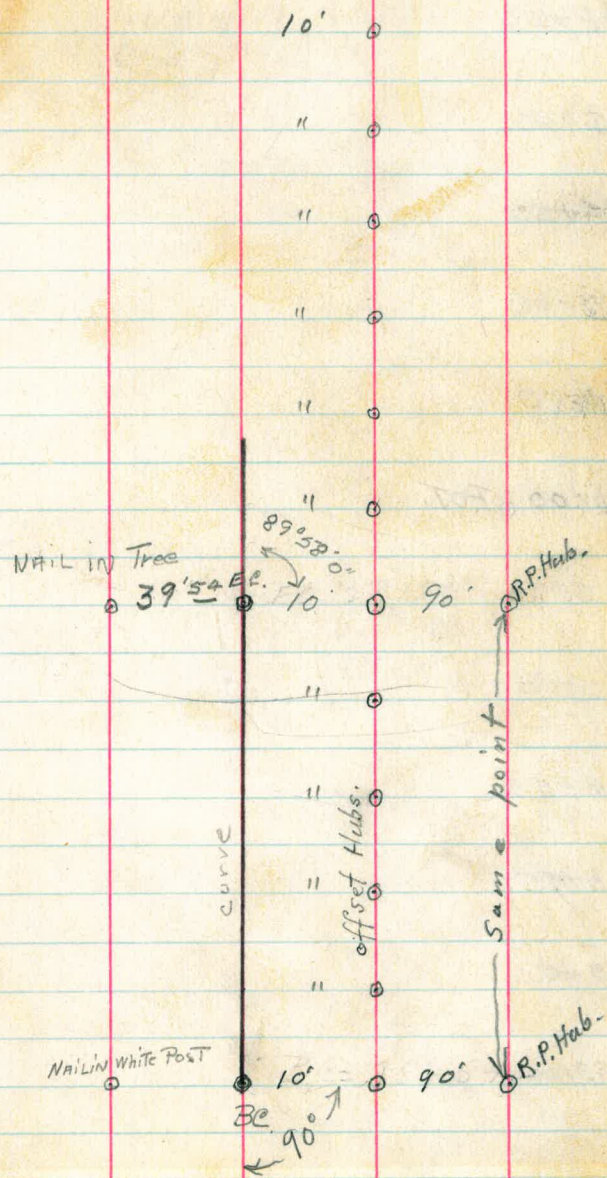 10'
"
"
"
"
"
89°58'0"
NAIL IN Tree
39'54 E.C. 10 90' R.P. Hub.
"
"
"
"
curve
offset Hubs.
Same point
NAIL IN White Post
10' 90' R.P. Hub.
BC
90°